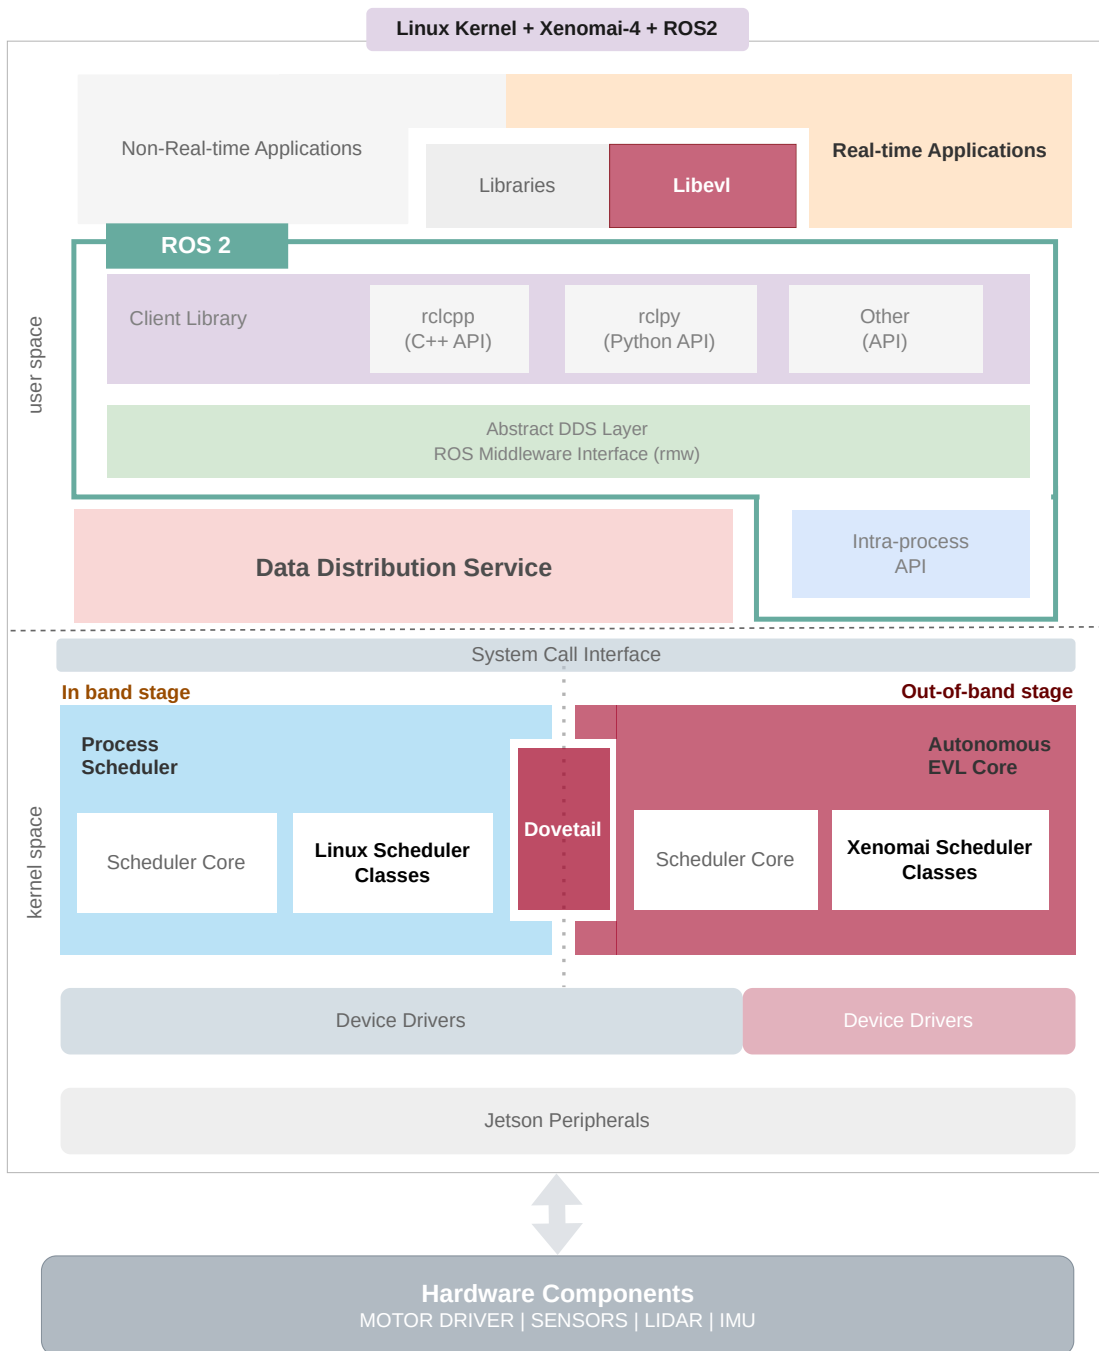 Linux Kernel + Xenomai-4 + ROS2
Non-Real-time Applications
Real-time Applications
Libraries
Libevl
ROS 2
user space
Client Library
rclcpp
(C++ API)
rclpy
(Python API)
Other
(API)
Abstract DDS Layer
ROS Middleware Interface (rmw)
Data Distribution Service
Intra-process
API
System Call Interface
In band stage
Out-of-band stage
kernel space
Process
Scheduler
Scheduler Core
Linux Scheduler
Classes
Dovetail
Autonomous
EVL Core
Scheduler Core
Xenomai Scheduler
Classes
Device Drivers
Device Drivers
Jetson Peripherals
Hardware Components
MOTOR DRIVER | SENSORS | LIDAR | IMU